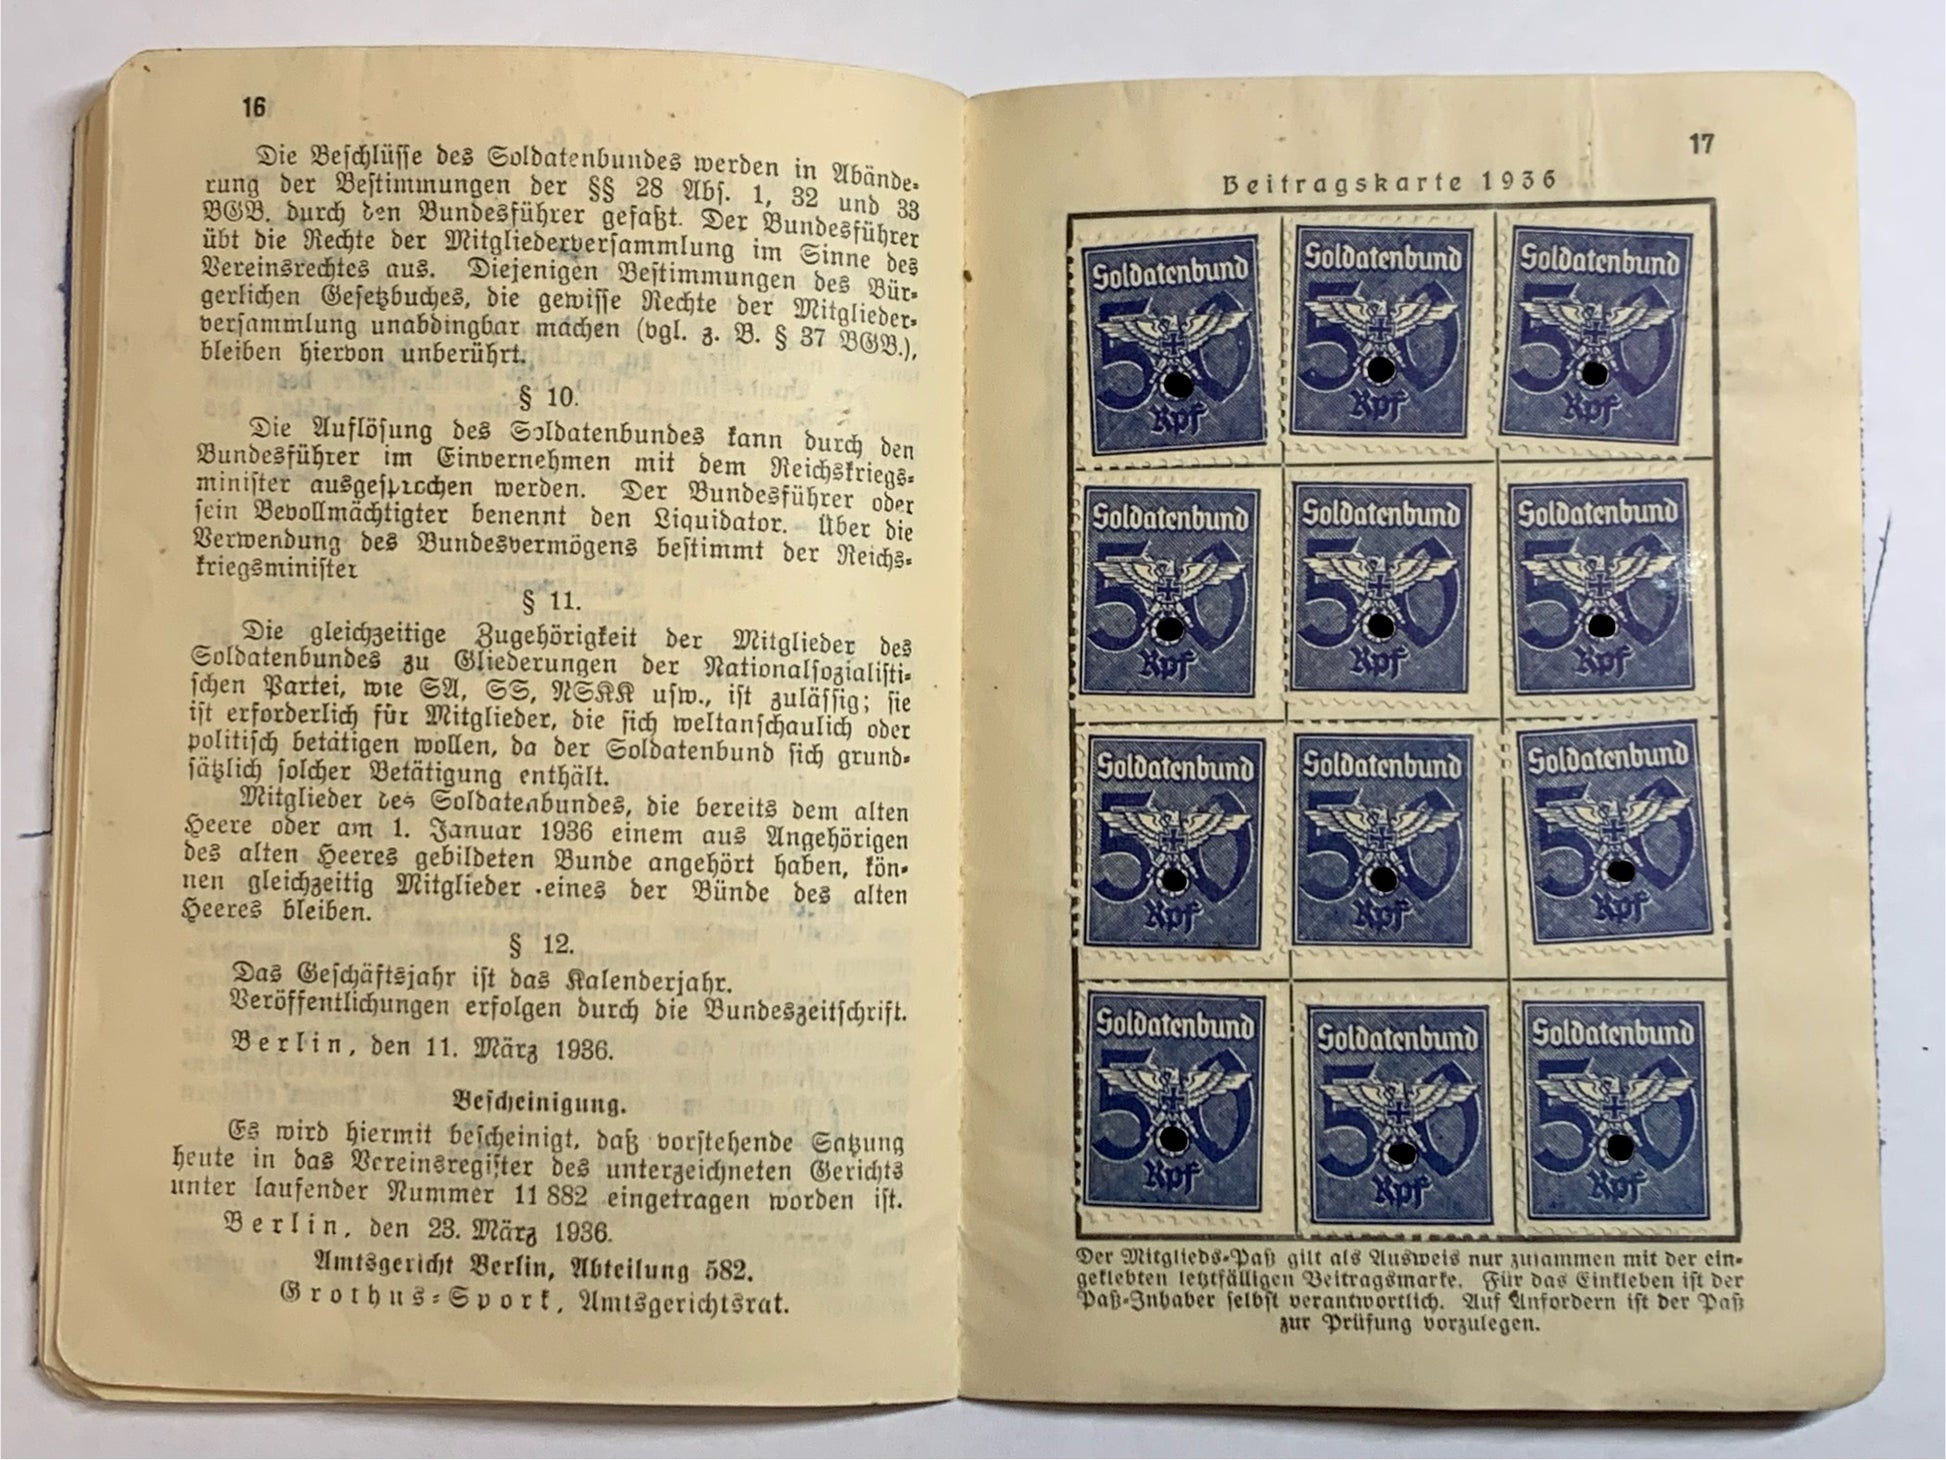 16
Die Beschlüsse des Soldatenbundes werden in Abände-
rung der Bestimmungen der §§ 28 Abs. 1, 32 und 33
BGB. durch den Bundesführer gefaßt. Der Bundesführer
übt die Rechte der Mitgliederversammlung im Sinne des
Vereinsrechtes aus. Diejenigen Bestimmungen des Bür-
gerlichen Gesetzbuches, die gewisse Rechte der Mitglieder-
versammlung unabdingbar machen (vgl. z. B. § 37 BGB.),
bleiben hiervon unberührt.
§ 10.
Die Auflösung des Soldatenbundes kann durch den
Bundesführer im Einvernehmen mit dem Reichskriegs-
minister ausgesprochen werden. Der Bundesführer oder
sein Bevollmächtigter benennt den Liquidator. Über die
Verwendung des Bundesvermögens bestimmt der Reichs-
kriegsminister
§ 11.
Die gleichzeitige Zugehörigkeit der Mitglieder des
Soldatenbundes zu Gliederungen der Nationalsozialisti-
schen Partei, wie SA, SS, NSKK usw., ist zulässig; sie
ist erforderlich für Mitglieder, die sich weltanschaulich oder
politisch betätigen wollen, da der Soldatenbund sich grund-
sätzlich solcher Betätigung enthält.
Mitglieder des Soldatenbundes, die bereits dem alten
Heere oder am 1. Januar 1936 einem aus Angehörigen
des alten Heeres gebildeten Bunde angehört haben, kön-
nen gleichzeitig Mitglieder eines der Bünde des alten
Heeres bleiben.
§ 12.
Das Geschäftsjahr ist das Kalenderjahr.
Veröffentlichungen erfolgen durch die Bundeszeitschrift.
Berlin, den 11. März 1936.
Bescheinigung.
Es wird hiermit bescheinigt, daß vorstehende Satzung
heute in das Vereinsregister des unterzeichneten Gerichts
unter laufender Nummer 11 882 eingetragen worden ist.
Berlin, den 23. März 1936.
Amtsgericht Berlin, Abteilung 582.
Grothus-Spork, Amtsgerichtsrat.
17
Beitragskarte 1936
Soldatenbund
50
Rpf
Soldatenbund
50
Rpf
Soldatenbund
50
Rpf
Soldatenbund
50
Rpf
Soldatenbund
50
Rpf
Soldatenbund
50
Rpf
Soldatenbund
50
Rpf
Soldatenbund
50
Rpf
Soldatenbund
50
Rpf
Soldatenbund
50
Rpf
Soldatenbund
50
Rpf
Soldatenbund
50
Rpf
Der Mitglieds-Paß gilt als Ausweis nur zusammen mit der ein-
geklebten letztfälligen Beitragsmarke. Für das Einkleben ist der
Paß-Inhaber selbst verantwortlich. Auf Anfordern ist der Paß
zur Prüfung vorzulegen.